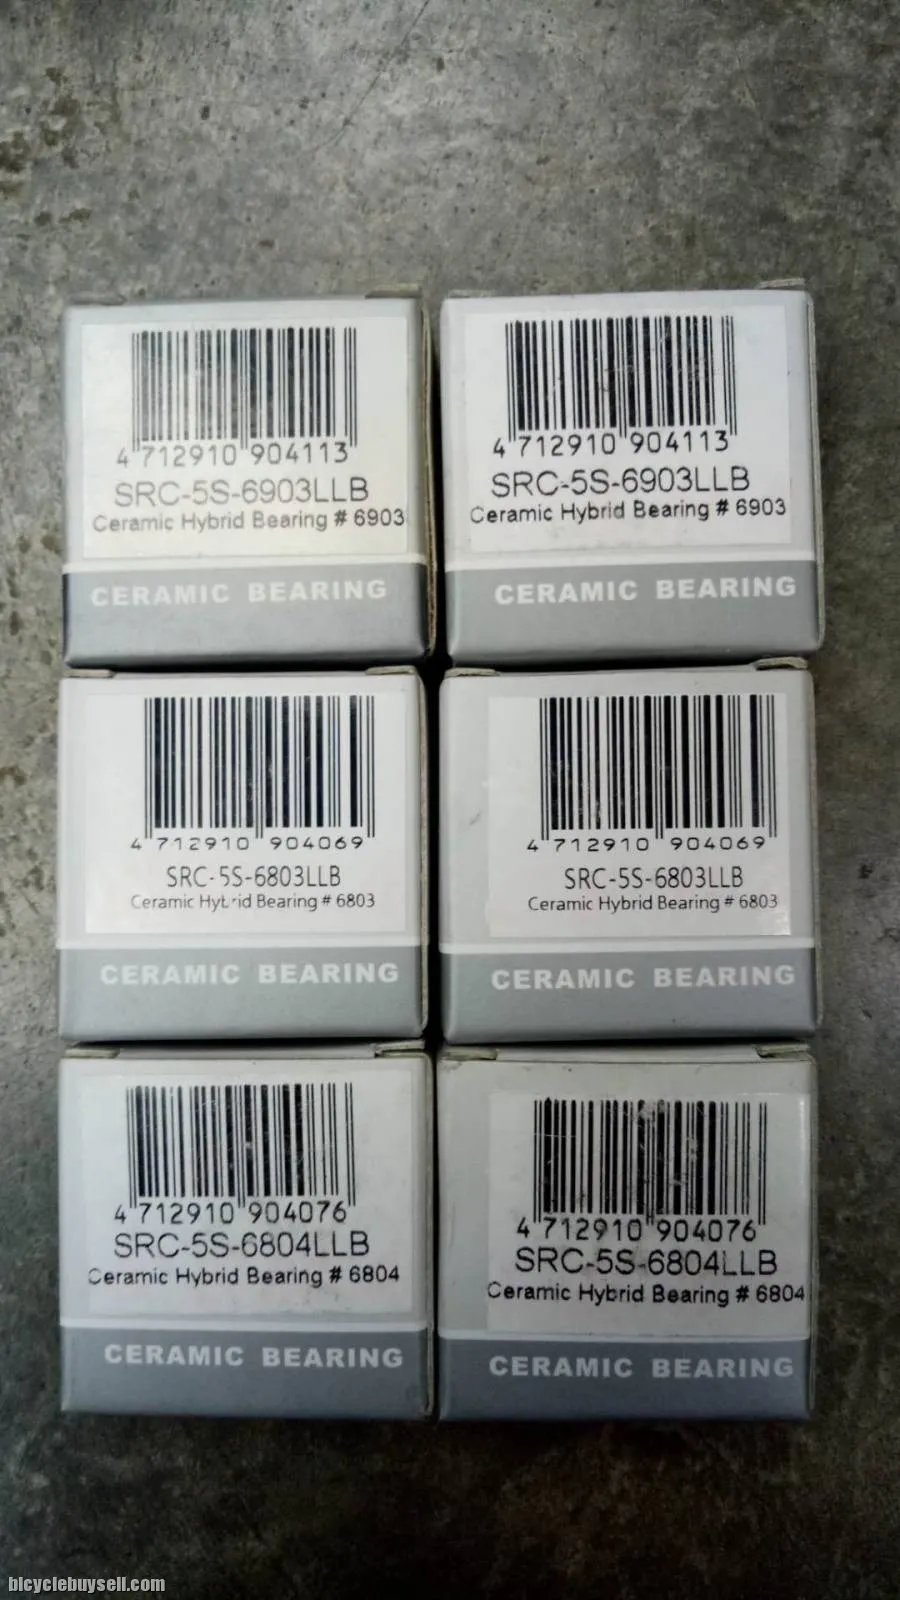 4 712910 904113
SRC-5S-6903LLB
Ceramic Hybrid Bearing # 6903
CERAMIC BEARING
4 712910 904113
SRC-5S-6903LLB
Ceramic Hybrid Bearing # 6903
CERAMIC BEARING
4 712910 904069
SRC-5S-6803LLB
Ceramic Hybrid Bearing # 6803
CERAMIC BEARING
4 712910 904069
SRC-5S-6803LLB
Ceramic Hybrid Bearing # 6803
CERAMIC BEARING
4 712910 904076
SRC-5S-6804LLB
Ceramic Hybrid Bearing # 6804
CERAMIC BEARING
4 712910 904076
SRC-5S-6804LLB
Ceramic Hybrid Bearing # 6804
CERAMIC BEARING
bicyclebuysell.com